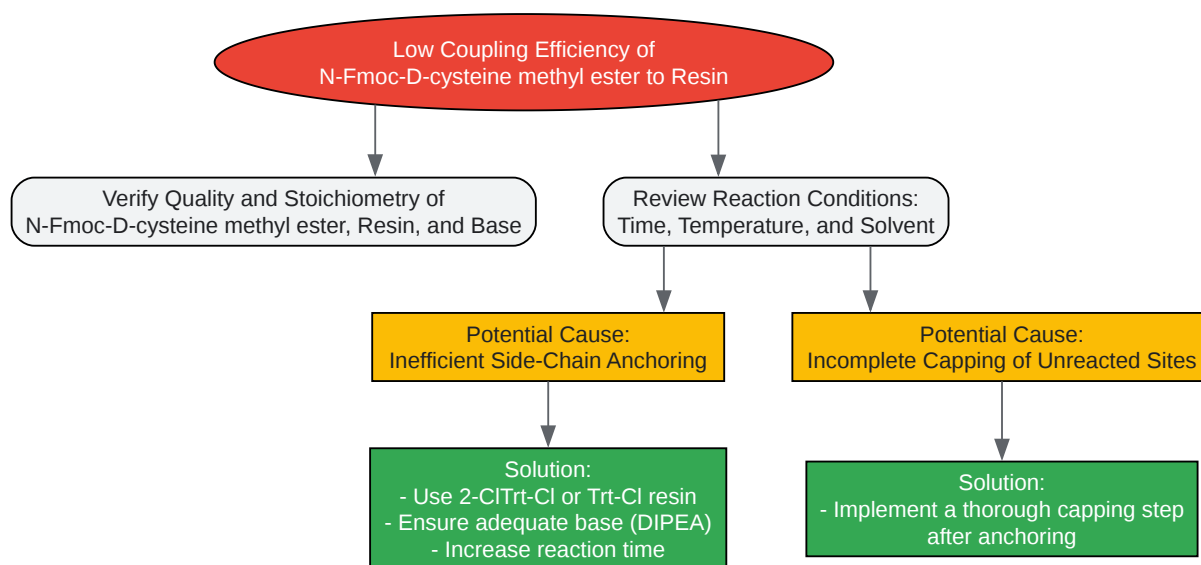 Low Coupling Efficiency of
N-Fmoc-D-cysteine methyl ester to Resin
Verify Quality and Stoichiometry of
N-Fmoc-D-cysteine methyl ester, Resin, and Base
Review Reaction Conditions:
Time, Temperature, and Solvent
Potential Cause:
Inefficient Side-Chain Anchoring
Potential Cause:
Incomplete Capping of Unreacted Sites
Solution:
- Use 2-ClTrt-Cl or Trt-Cl resin
- Ensure adequate base (DIPEA)
- Increase reaction time
Solution:
- Implement a thorough capping step
after anchoring